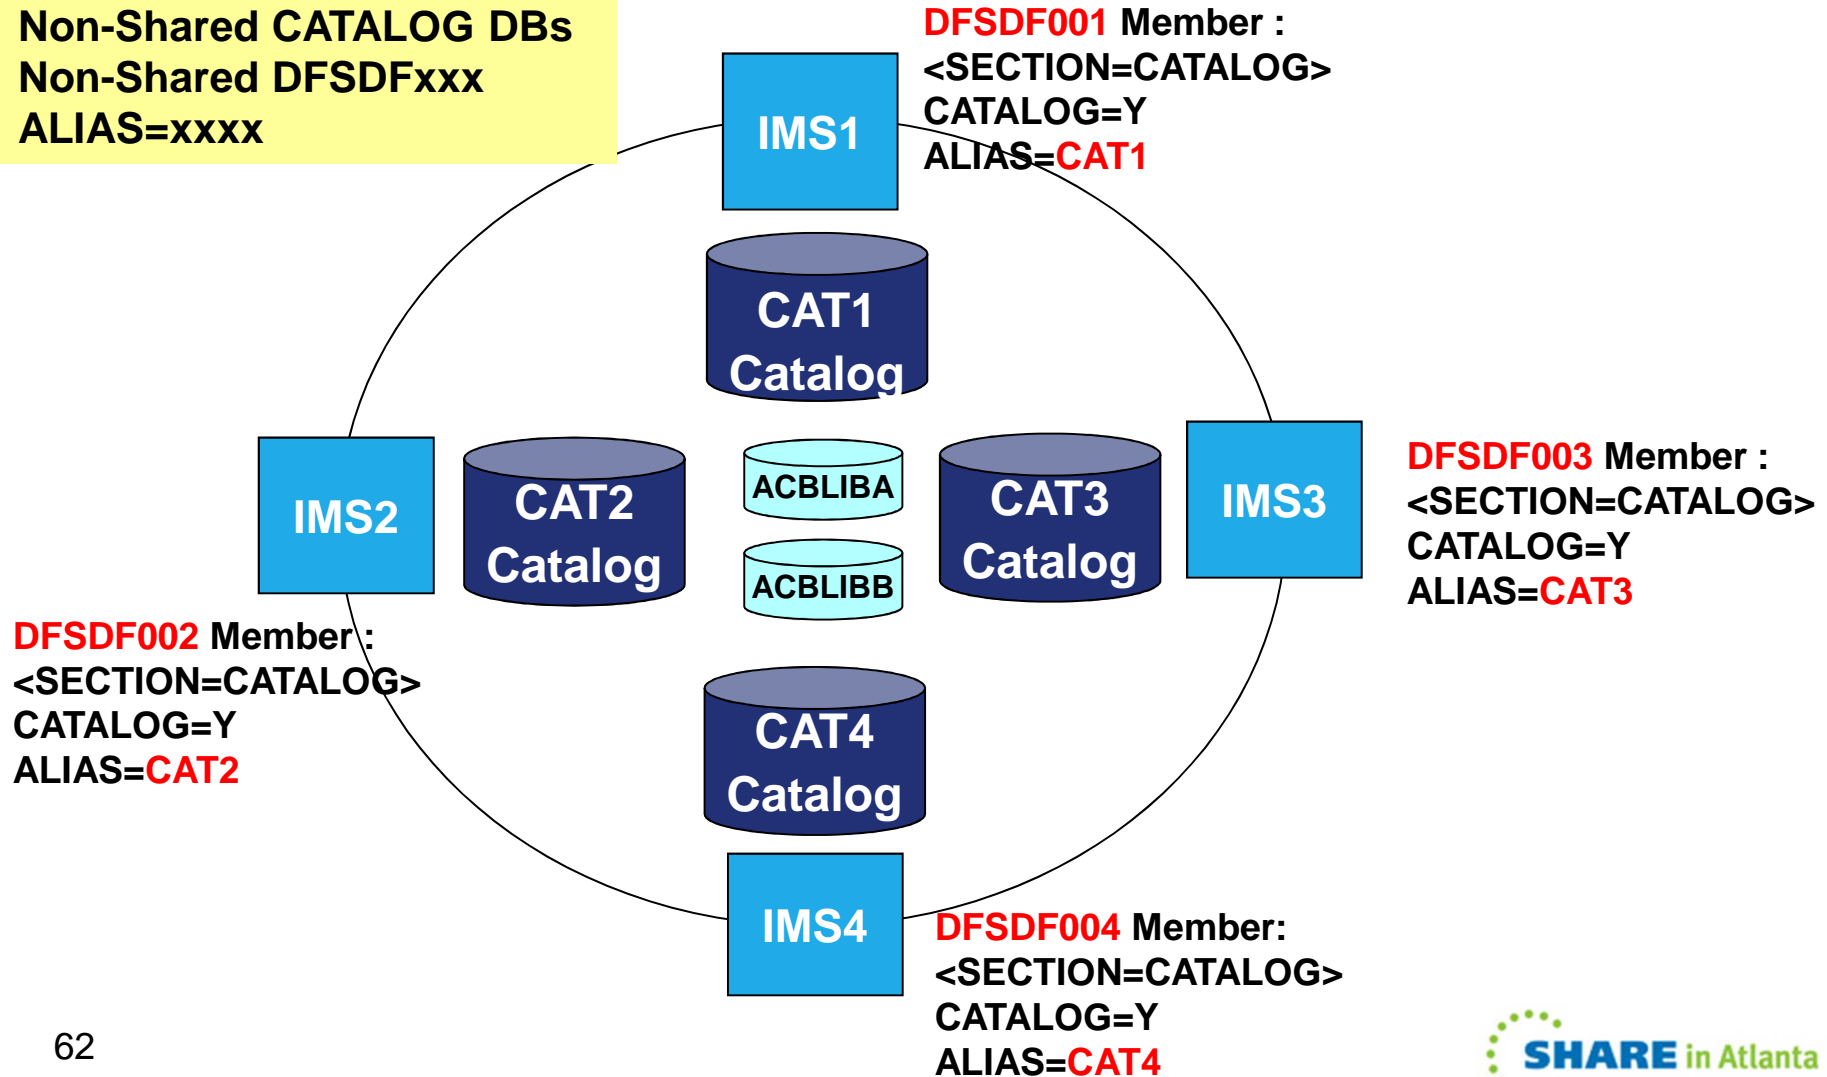 Non-Shared CATALOG DBs
Non-Shared DFSDFxxx
ALIAS=xxxx
DFSDF001 Member :
<SECTION=CATALOG>
CATALOG=Y
ALIAS=CAT1
IMS1
CAT1
Catalog
IMS2
CAT2
Catalog
ACBLIBA
ACBLIBB
CAT3
Catalog
IMS3
DFSDF003 Member :
<SECTION=CATALOG>
CATALOG=Y
ALIAS=CAT3
DFSDF002 Member :
<SECTION=CATALOG>
CATALOG=Y
ALIAS=CAT2
CAT4
Catalog
IMS4
DFSDF004 Member:
<SECTION=CATALOG>
CATALOG=Y
ALIAS=CAT4
62
SHARE in Atlanta